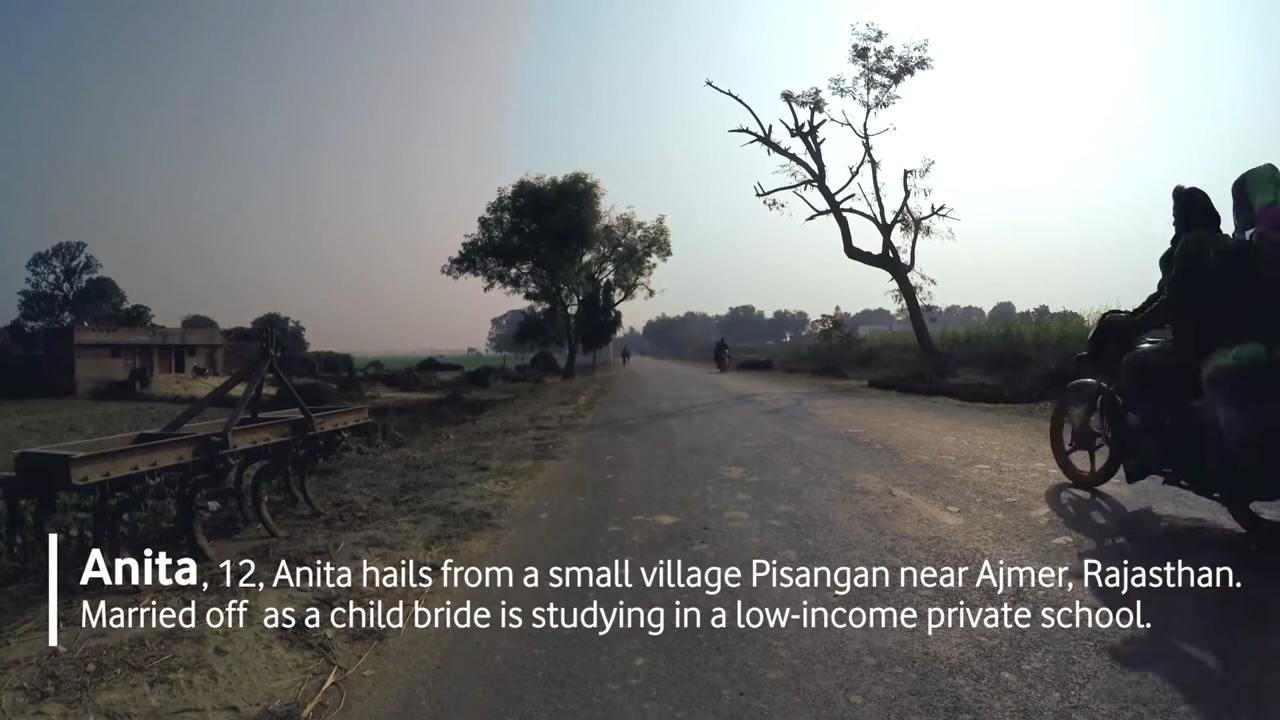 Anita, 12, Anita hails from a small village Pisangan near Ajmer, Rajasthan.
Married off as a child bride is studying in a low-income private school.